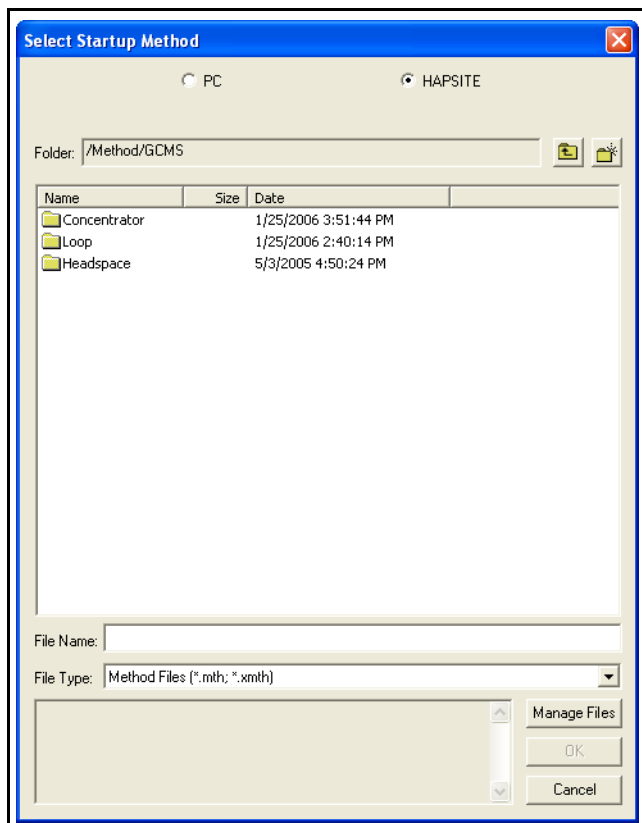 Select Startup Method
PC HAPSITE
Folder: /Method/GCMS
Name Size Date
Concentrator 1/25/2006 3:51:44 PM
Loop 1/25/2006 2:40:14 PM
Headspace 5/3/2005 4:50:24 PM
File Name:
File Type: Method Files (*.mth; *.xmth)
Manage Files
OK
Cancel